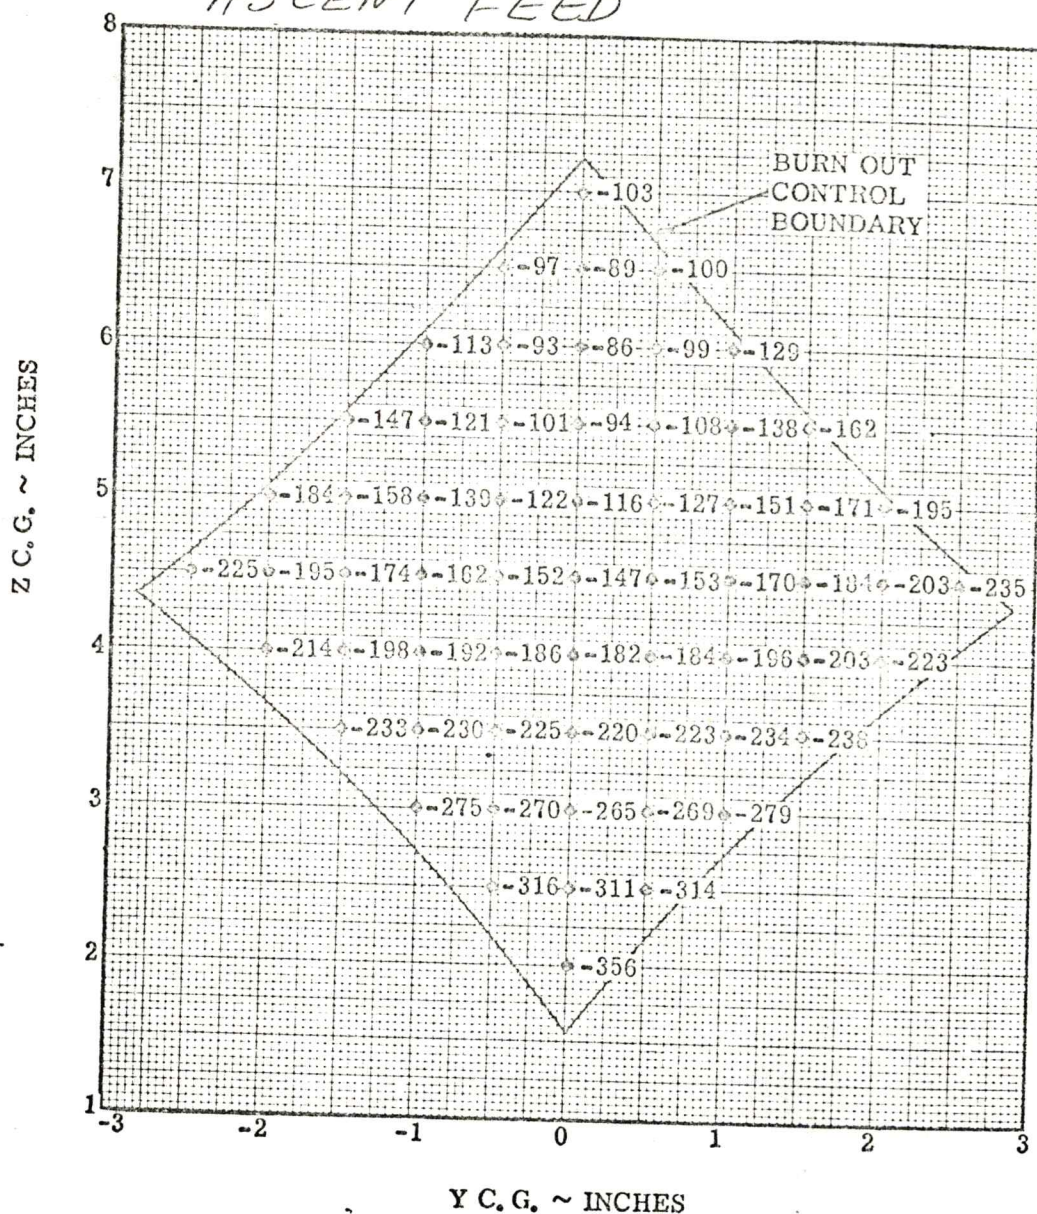 ASCENT FEED
8
7
6
5
4
3
2
1
Z C. G. ~ INCHES
BURN OUT
CONTROL
BOUNDARY
-103
-97 -89 -100
-113 -93 -86 -99 -129
-147 -121 -101 -94 -108 -138 -162
-184 -158 -139 -122 -116 -127 -151 -171 -195
-225 -195 -174 -162 -152 -147 -153 -170 -184 -203 -235
-214 -198 -192 -186 -182 -184 -196 -203 -223
-233 -230 -225 -220 -223 -234 -238
-275 -270 -265 -269 -279
-316 -311 -314
-356
-3 -2 -1 0 1 2 3
Y C. G. ~ INCHES